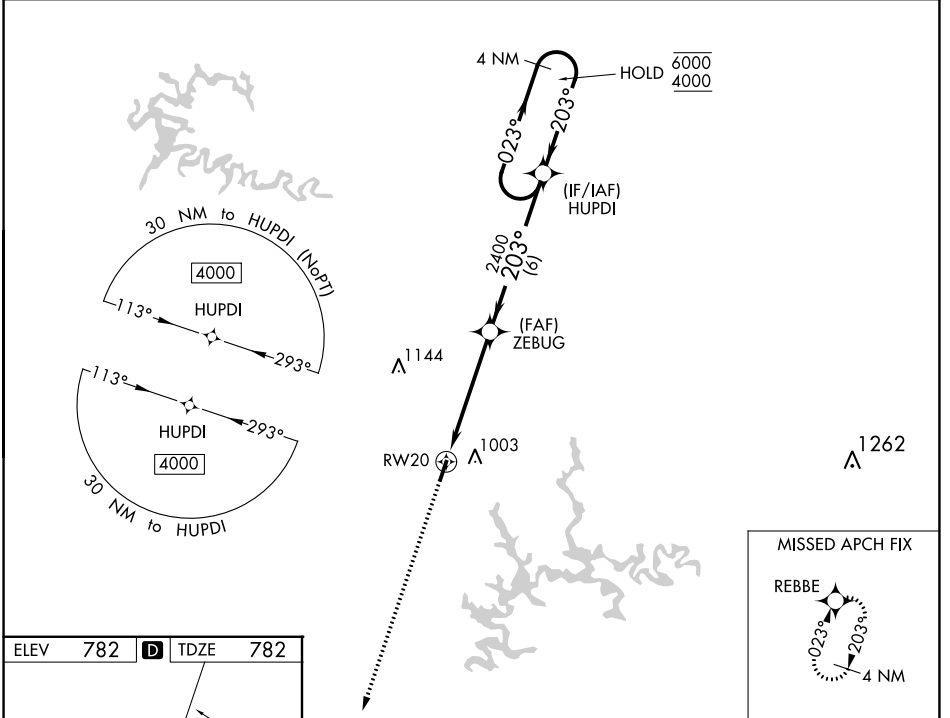 4 NM
HOLD 6000
4000
023°
203°
(IF/IAF)
HUPDI
30 NM to HUPDI (NoPT)
4000
HUPDI
113°
293°
2400
203°
(6)
(FAF)
ZEBUG
1144
113°
293°
HUPDI
4000
30 NM to HUPDI
RW20
1003
1262
MISSED APCH FIX
REBBE
023°
203°
4 NM
ELEV 782 D TDZE 782